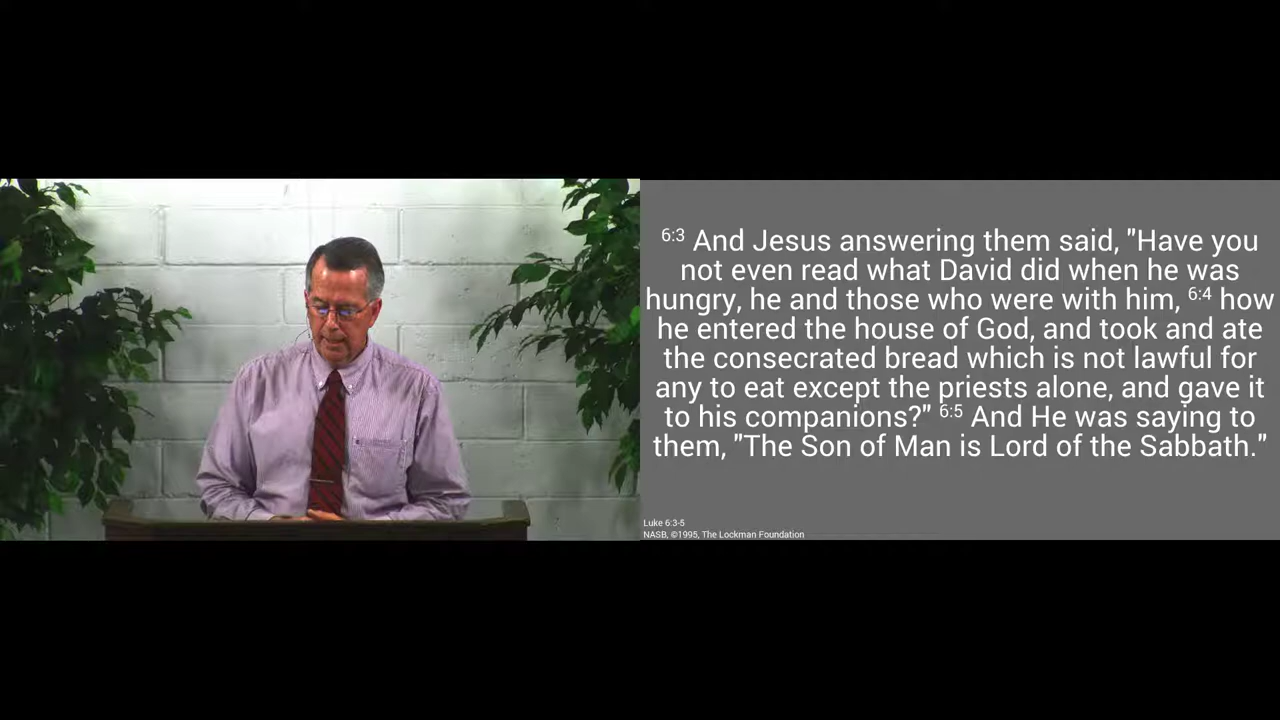 6:3 And Jesus answering them said, "Have you
not even read what David did when he was
hungry, he and those who were with him, 6:4 how
he entered the house of God, and took and ate
the consecrated bread which is not lawful for
any to eat except the priests alone, and gave it
to his companions?" 6:5 And He was saying to
them, "The Son of Man is Lord of the Sabbath."
Luke 6:3-5
NASB, ©1995, The Lockman Foundation